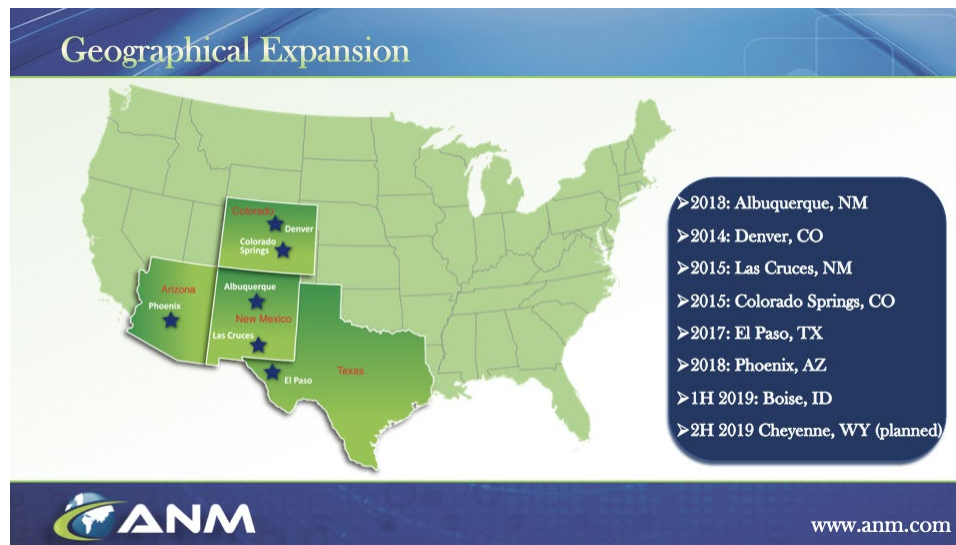 Geographical Expansion
Colorado
Denver
Colorado
Springs
Arizona
Phoenix
Albuquerque
New Mexico
Las Cruces
El Paso
Texas
➢2013: Albuquerque, NM
➢2014: Denver, CO
➢2015: Las Cruces, NM
➢2015: Colorado Springs, CO
➢2017: El Paso, TX
➢2018: Phoenix, AZ
➢1H 2019: Boise, ID
➢2H 2019 Cheyenne, WY (planned)
ANM
www.anm.com